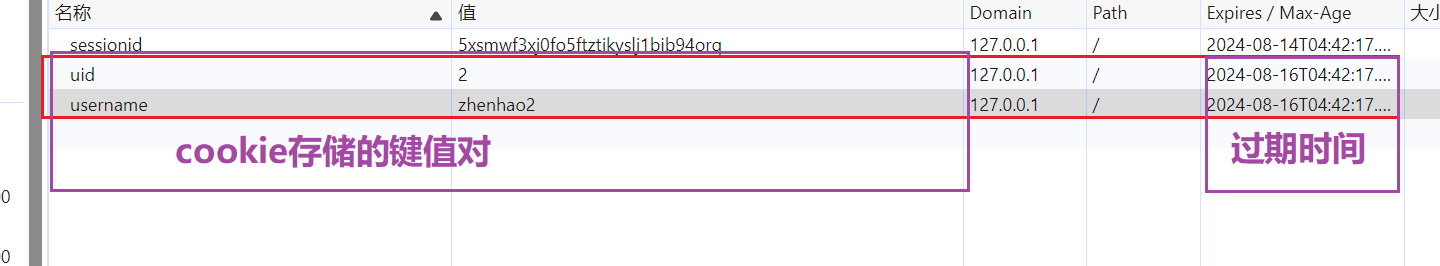 名称 值 Domain Path Expires / Max-Age 大小
sessionid 5xsmwf3xj0fo5ftztikyslj1bib94orq 127.0.0.1 / 2024-08-14T04:42:17....
uid 2 127.0.0.1 / 2024-08-16T04:42:17....
username zhenhao2 127.0.0.1 / 2024-08-16T04:42:17....
cookie存储的键值对 过期时间
00
00